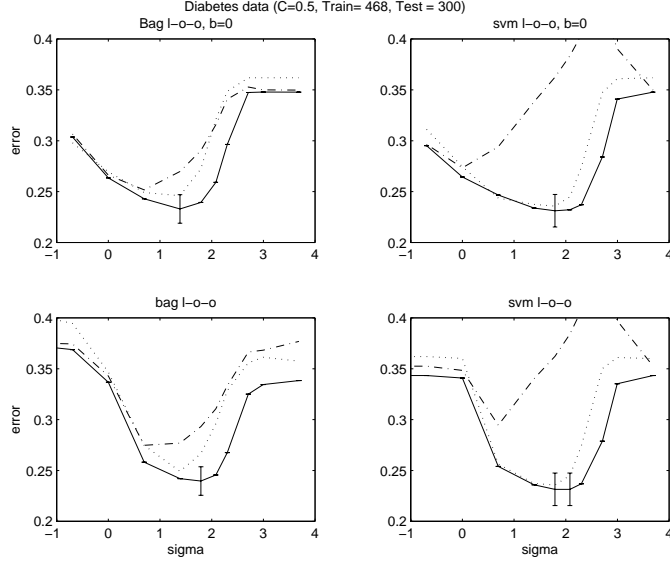 Diabetes data (C=0.5, Train= 468, Test = 300)
Bag l−o−o, b=0
svm l−o−o, b=0
0.4
0.35
0.3
0.25
0.2
error
−1 0 1 2 3 4
0.4
0.35
0.3
0.25
0.2
−1 0 1 2 3 4
bag l−o−o
svm l−o−o
0.4
0.35
0.3
0.25
0.2
error
−1 0 1 2 3 4
sigma
0.4
0.35
0.3
0.25
0.2
−1 0 1 2 3 4
sigma